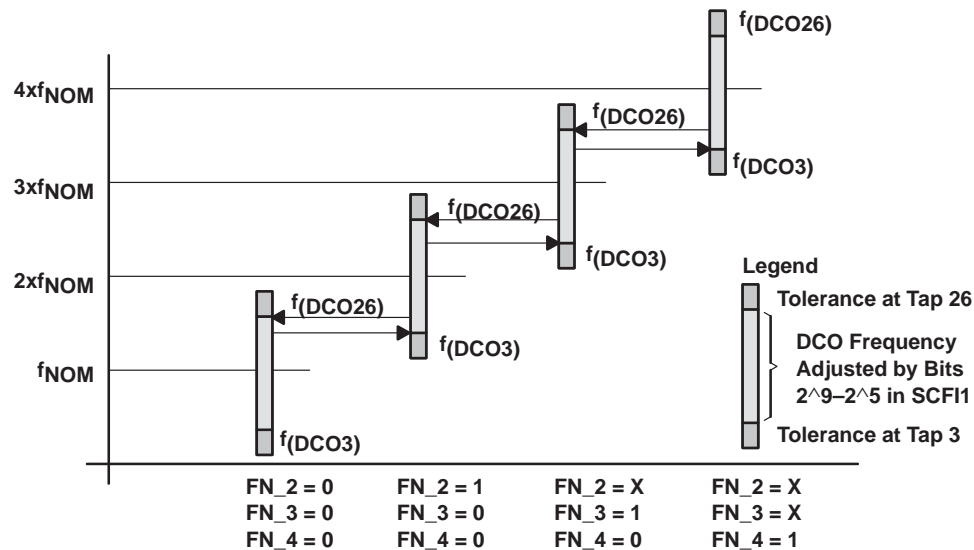 f(DCO26)
4xfNOM
f(DCO26)
f(DCO3)
3xfNOM
f(DCO26)
f(DCO3)
Legend
2xfNOM
Tolerance at Tap 26
f(DCO26)
DCO Frequency
Adjusted by Bits
2^9–2^5 in SCFI1
f(DCO3)
fNOM
Tolerance at Tap 3
f(DCO3)
FN_2 = 0 FN_2 = 1 FN_2 = X FN_2 = X
FN_3 = 0 FN_3 = 0 FN_3 = 1 FN_3 = X
FN_4 = 0 FN_4 = 0 FN_4 = 0 FN_4 = 1